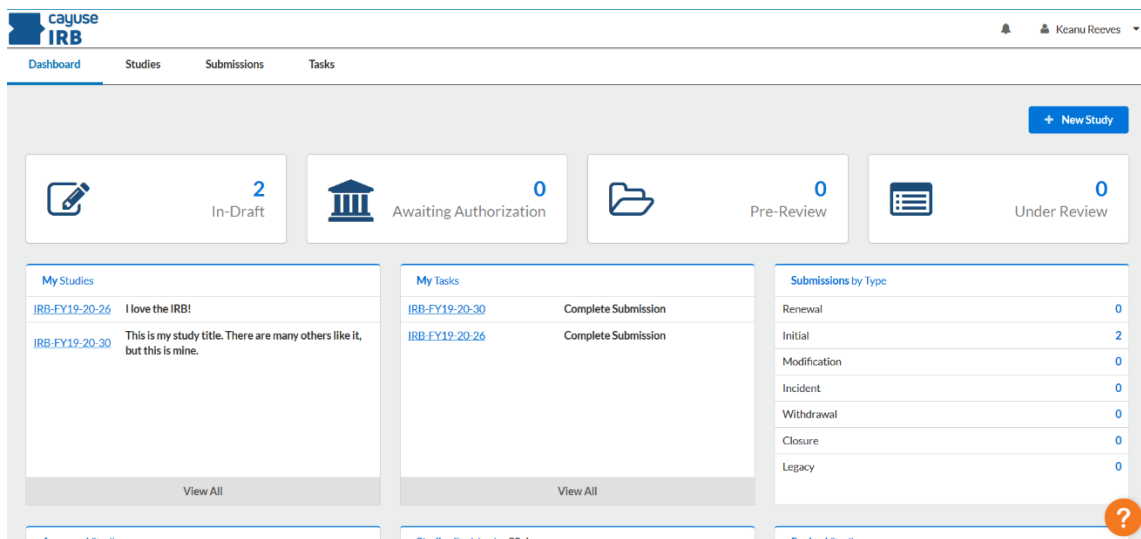 cayuse
IRB
Keanu Reeves
Dashboard
Studies
Submissions
Tasks
+ New Study
2
In-Draft
0
Awaiting Authorization
0
Pre-Review
0
Under Review
My Studies
IRB-FY19-20-26 I love the IRB!
IRB-FY19-20-30 This is my study title. There are many others like it,
but this is mine.
View All
My Tasks
IRB-FY19-20-30 Complete Submission
IRB-FY19-20-26 Complete Submission
View All
Submissions by Type
Renewal 0
Initial 2
Modification 0
Incident 0
Withdrawal 0
Closure 0
Legacy 0
?